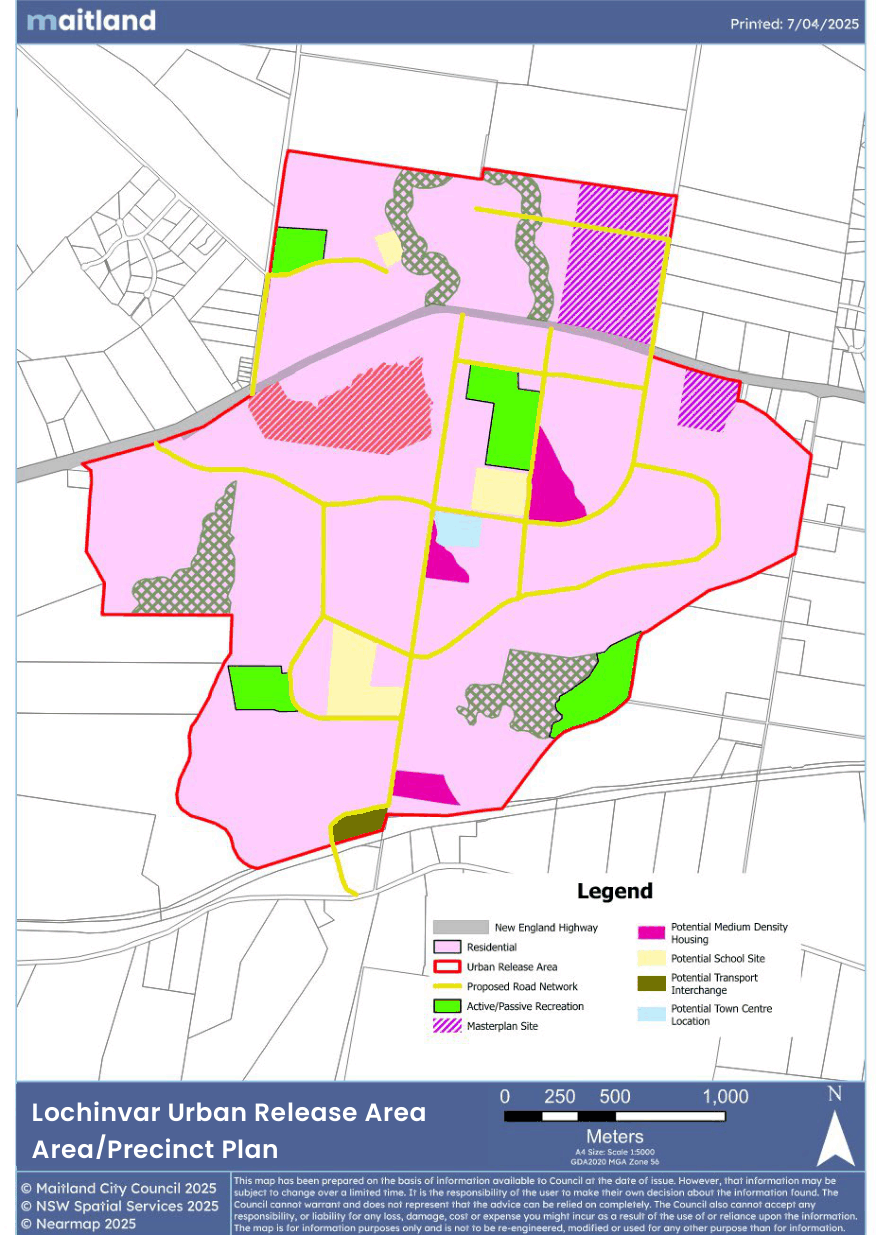 maitland
Printed: 7/04/2025
Legend
New England Highway
Residential
Urban Release Area
Proposed Road Network
Active/Passive Recreation
Masterplan Site
Potential Medium Density
Housing
Potential School Site
Potential Transport
Interchange
Potential Town Centre
Location
Lochinvar Urban Release Area
Area/Precinct Plan
0 250 500 1,000
Meters
A4 Size: Scale 1:5000
GDA2020 MGA Zone 56
N
© Maitland City Council 2025
© NSW Spatial Services 2025
© Nearmap 2025
This map has been prepared on the basis of information available to Council at the date of issue. However, that information may be
subject to change over a limited time. It is the responsibility of the user to make their own decision about the information found. The
Council cannot warrant and does not represent that the advice can be relied on completely. The Council also cannot accept any
responsibility, or liability for any loss, damage, cost or expense you might incur as a result of the use of or reliance upon the information.
The map is for information purposes only and is not to be re-engineered, modified or used for any other purpose than for information.